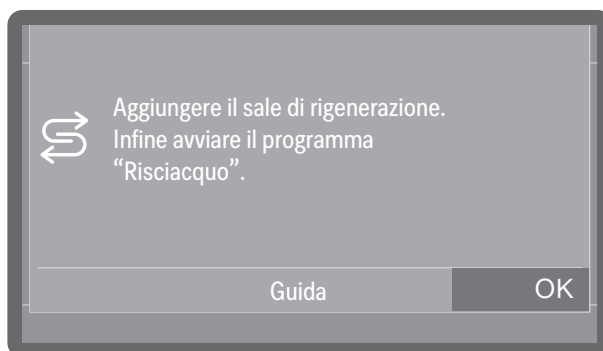 Aggiungere il sale di rigenerazione.
Infine avviare il programma
“Risciacquo”.
Guida
OK